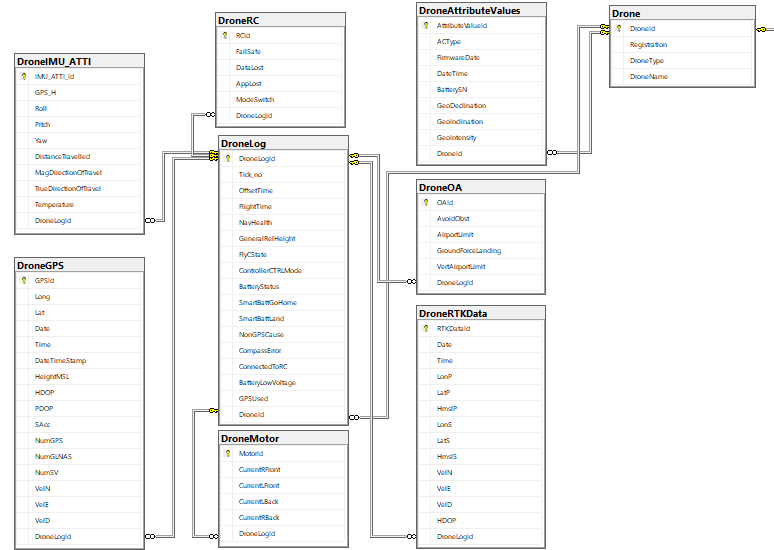 DroneRC
RCId
FailSafe
DataLost
AppLost
ModeSwitch
DroneLogId
DroneAttributeValues
AttributeValueId
ACType
FirmwareDate
DateTime
BatterySN
GeoDeclination
GeoInclination
GeoIntensity
DroneId
Drone
DroneId
Registration
DroneType
DroneName
DroneIMU_ATTI
IMU_ATTI_Id
GPS_H
Roll
Pitch
Yaw
DistanceTravelled
MagDirectionOfTravel
TrueDirectionOfTravel
Temperature
DroneLogId
DroneLog
DroneLogId
Tick_no
OffsetTime
FlightTime
NavHealth
GeneralRelHeight
FlyCState
ControllerCTRLMode
BatteryStatus
SmartBattGoHome
SmartBattLand
NonGPSCause
CompassError
ConnectedToRC
BatteryLowVoltage
GPSUsed
DroneId
DroneOA
OAId
AvoidObst
AirportLimit
GroundForceLanding
VertAirportLimit
DroneLogId
DroneGPS
GPSId
Long
Lat
Date
Time
DateTimeStamp
HeightMSL
HDOP
PDOP
SAcc
NumGPS
NumGLNAS
NumSV
VelN
VelE
VelD
DroneLogId
DroneMotor
MotorId
CurrentRFront
CurrentLFront
CurrentLBack
CurrentRBack
DroneLogId
DroneRTKData
RTKDataId
Date
Time
LonP
LatP
HmslP
LonS
LatS
HmslS
VelN
VelE
VelD
HDOP
DroneLogId